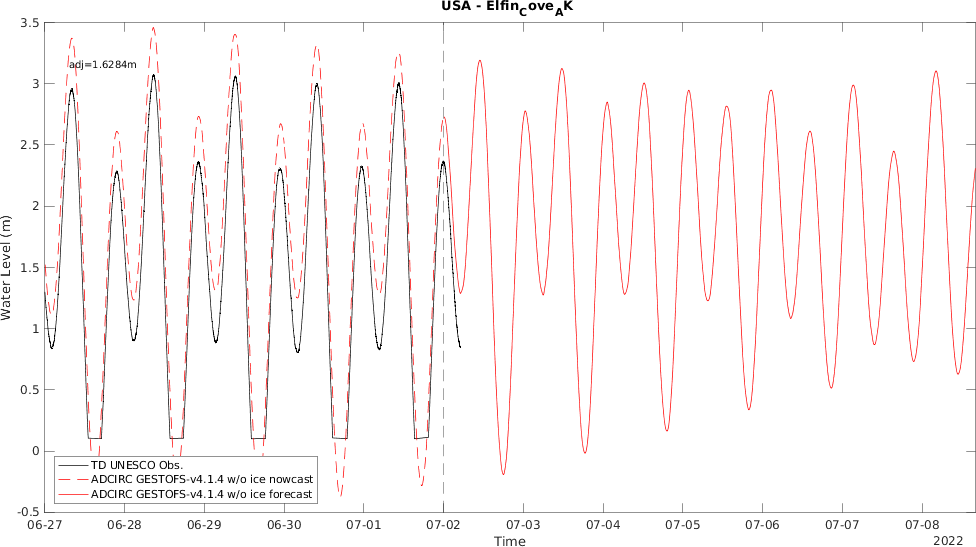 USA - Elfin_Cove_AK
3.5
adj=1.6284m
3
2.5
2
Water Level (m)
1.5
1
0.5
0
TD UNESCO Obs.
ADCIRC GESTOFS-v4.1.4 w/o ice nowcast
ADCIRC GESTOFS-v4.1.4 w/o ice forecast
-0.5
06-27 06-28 06-29 06-30 07-01 07-02 07-03 07-04 07-05 07-06 07-07 07-08
Time
2022